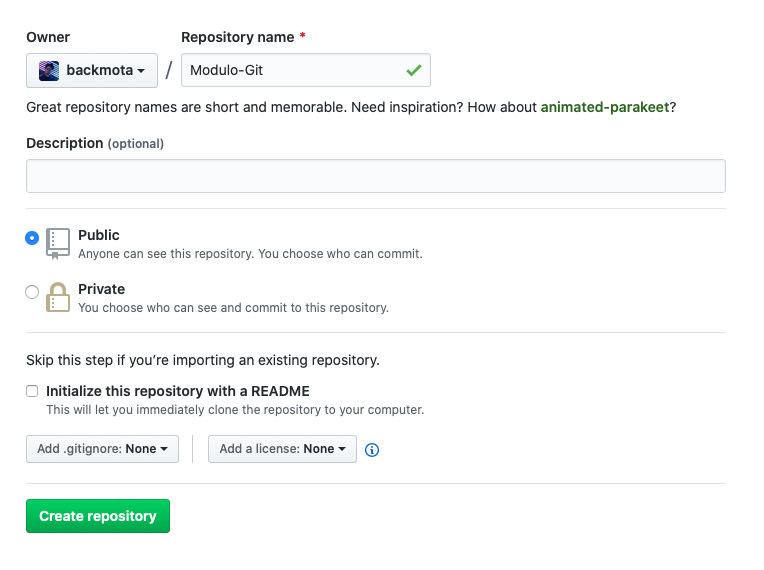 Owner
Repository name *
backmota / Modulo-Git
Great repository names are short and memorable. Need inspiration? How about animated-parakeet?
Description (optional)
Public
Anyone can see this repository. You choose who can commit.
Private
You choose who can see and commit to this repository.
Skip this step if you’re importing an existing repository.
Initialize this repository with a README
This will let you immediately clone the repository to your computer.
Add .gitignore: None
Add a license: None
Create repository